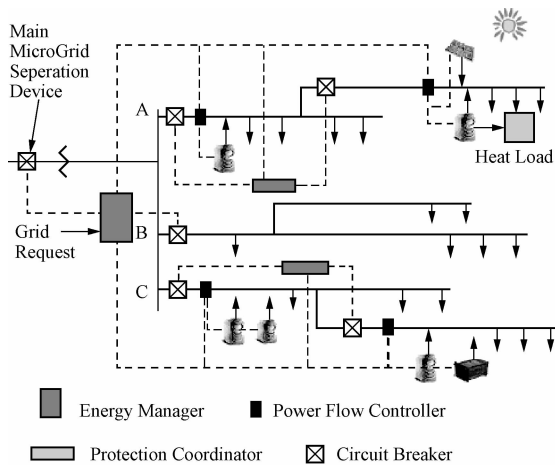 Main
MicroGrid
Seperation
Device
A
Heat Load
Grid
Request
B
C
Energy Manager
Power Flow Controller
Protection Coordinator
Circuit Breaker